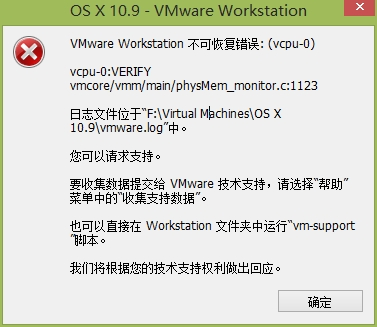 OS X 10.9 - VMware Workstation
VMware Workstation 不可恢复错误: (vcpu-0)
vcpu-0:VERIFY
vmcore/vmm/main/physMem_monitor.c:1123
日志文件位于“F:\Virtual Machines\OS X
10.9\vmware.log”中。
您可以请求支持。
要收集数据提交给 VMware 技术支持，请选择“帮助”
菜单中的“收集支持数据”。
也可以直接在 Workstation 文件夹中运行“vm-support
”脚本。
我们将根据您的技术支持权利做出回应。
确定